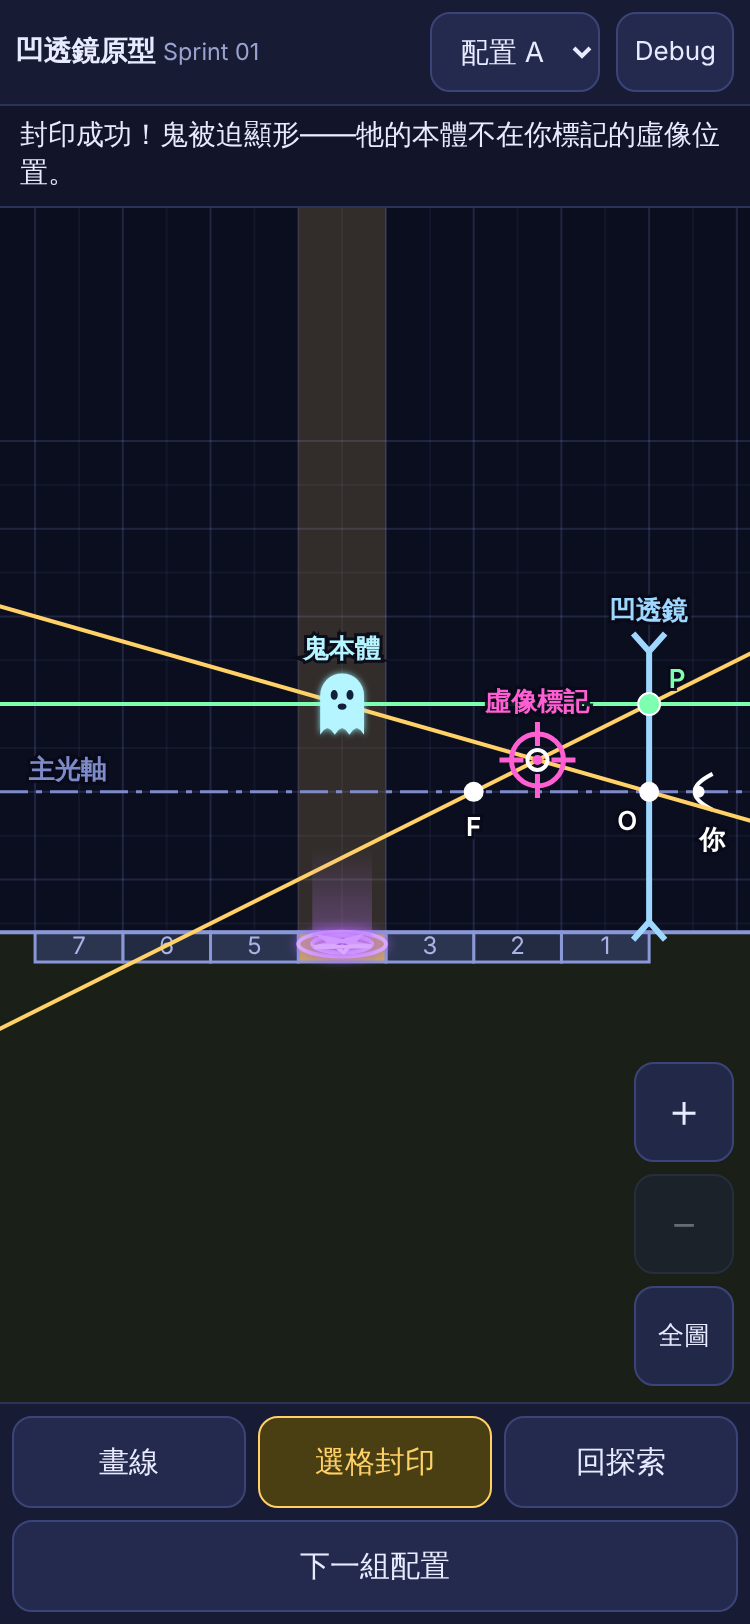 凹透鏡原型 Sprint 01
配置 A
Debug
封印成功！鬼被迫顯形——牠的本體不在你標記的虛像位
置。
凹透鏡
鬼本體
P
虛像標記
主光軸
F
O
你
7 6 5 3 2 1
+
−
全圖
畫線
選格封印
回探索
下一組配置